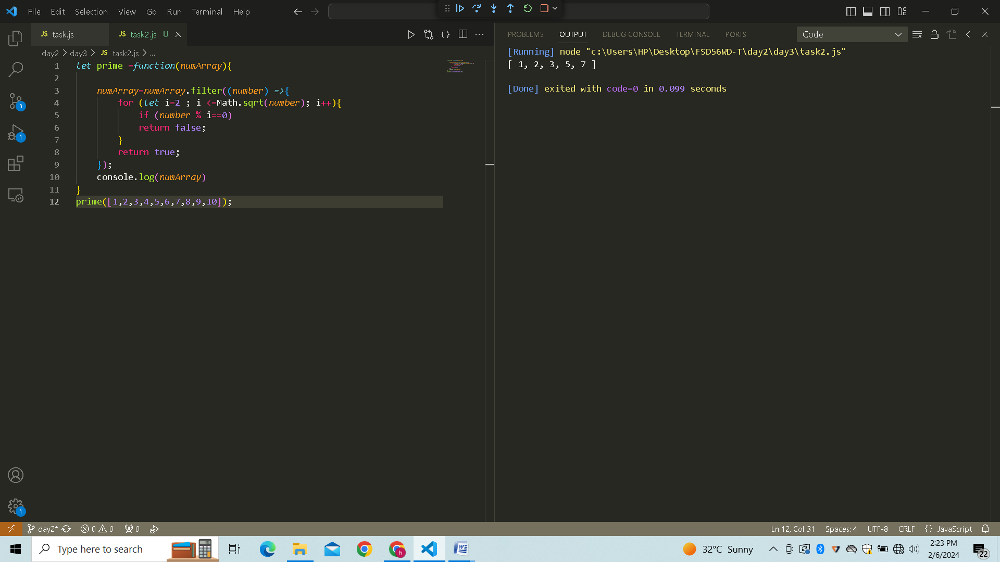 File Edit Selection View Go Run Terminal Help
JS task.js JS task2.js U
day2 > day3 > JS task2.js > ...
1 let prime =function(numArray){
2
3 numArray=numArray.filter((number) =>{
4 for (let i=2 ; i <=Math.sqrt(number); i++){
5 if (number % i==0)
6 return false;
7 }
8 return true;
9 });
10 console.log(numArray)
11 }
12 prime([1,2,3,4,5,6,7,8,9,10]);
PROBLEMS OUTPUT DEBUG CONSOLE TERMINAL PORTS Code
[Running] node "c:\Users\HP\Desktop\FSD56WD-T\day2\day3\task2.js"
[ 1, 2, 3, 5, 7 ]
[Done] exited with code=0 in 0.099 seconds
3
1
1
day2* 0 0 0 Ln 12, Col 31 Spaces: 4 UTF-8 CRLF {} JavaScript
Type here to search h W 32°C Sunny 2:23 PM
2/6/2024 22